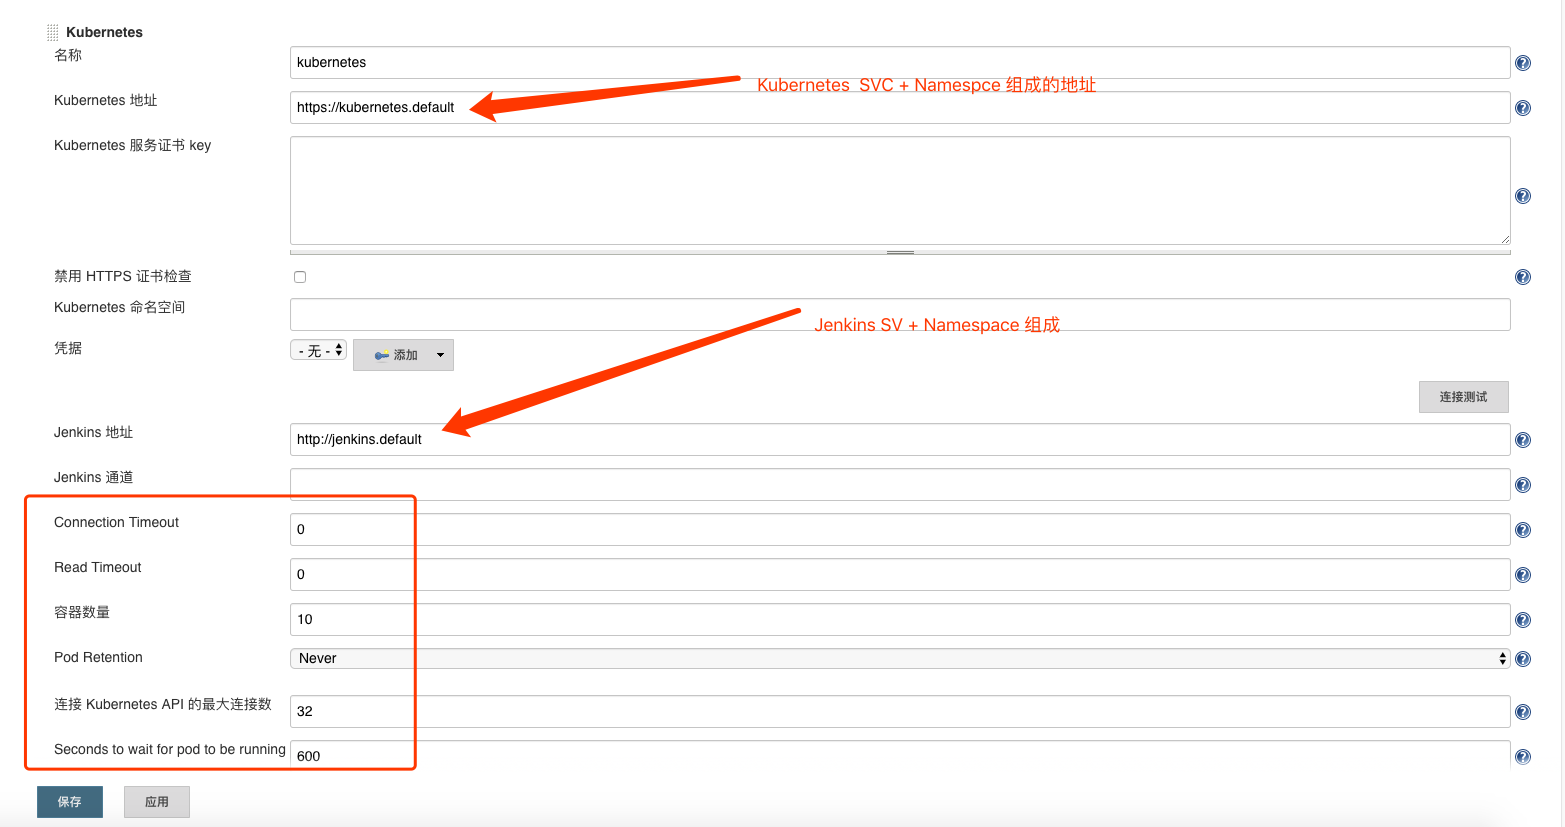 Kubernetes
名称
kubernetes
Kubernetes SVC + Namespce 组成的地址
Kubernetes 地址
https://kubernetes.default
Kubernetes 服务证书 key
禁用 HTTPS 证书检查
Kubernetes 命名空间
Jenkins SV + Namespace 组成
凭据
- 无 -
添加
连接测试
Jenkins 地址
http://jenkins.default
Jenkins 通道
Connection Timeout
0
Read Timeout
0
容器数量
10
Pod Retention
Never
连接 Kubernetes API 的最大连接数
32
Seconds to wait for pod to be running
600
保存
应用